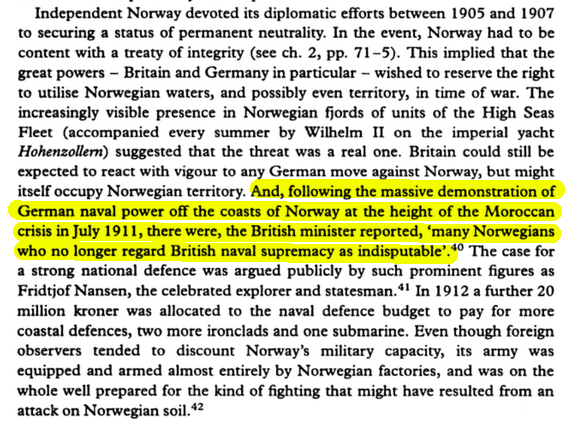 Independent Norway devoted its diplomatic efforts between 1905 and 1907
to securing a status of permanent neutrality. In the event, Norway had to be
content with a treaty of integrity (see ch. 2, pp. 71–5). This implied that the
great powers – Britain and Germany in particular – wished to reserve the right
to utilise Norwegian waters, and possibly even territory, in time of war. The
increasingly visible presence in Norwegian fjords of units of the High Seas
Fleet (accompanied every summer by Wilhelm II on the imperial yacht
Hohenzollern) suggested that the threat was a real one. Britain could still be
expected to react with vigour to any German move against Norway, but might
itself occupy Norwegian territory. And, following the massive demonstration of
German naval power off the coasts of Norway at the height of the Moroccan
crisis in July 1911, there were, the British minister reported, ‘many Norwegians
who no longer regard British naval supremacy as indisputable’.⁴⁰ The case for
a strong national defence was argued publicly by such prominent figures as
Fridtjof Nansen, the celebrated explorer and statesman.⁴¹ In 1912 a further 20
million kroner was allocated to the naval defence budget to pay for more
coastal defences, two more ironclads and one submarine. Even though foreign
observers tended to discount Norway’s military capacity, its army was
equipped and armed almost entirely by Norwegian factories, and was on
the whole well prepared for the kind of fighting that might have resulted from an
attack on Norwegian soil.⁴²